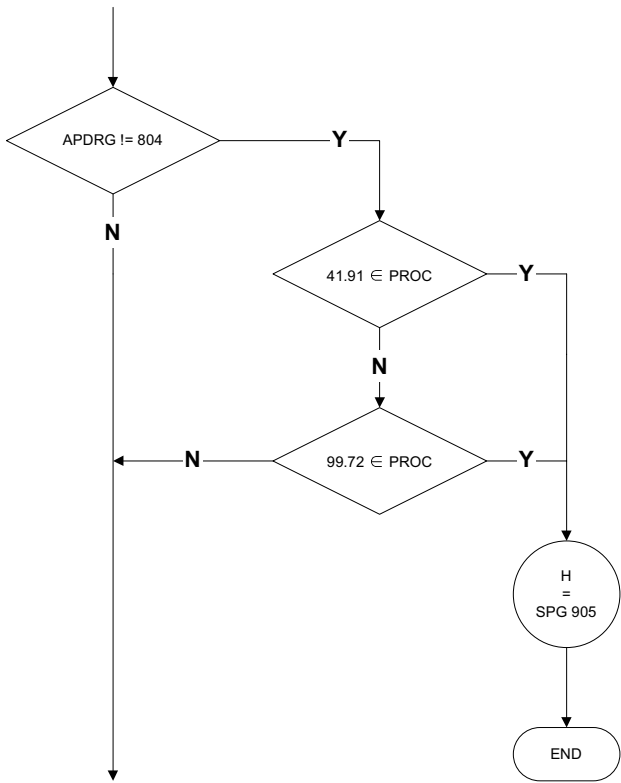 APDRG != 804
Y
N
41.91 ∈ PROC
Y
N
99.72 ∈ PROC
N
Y
H
=
SPG 905
END